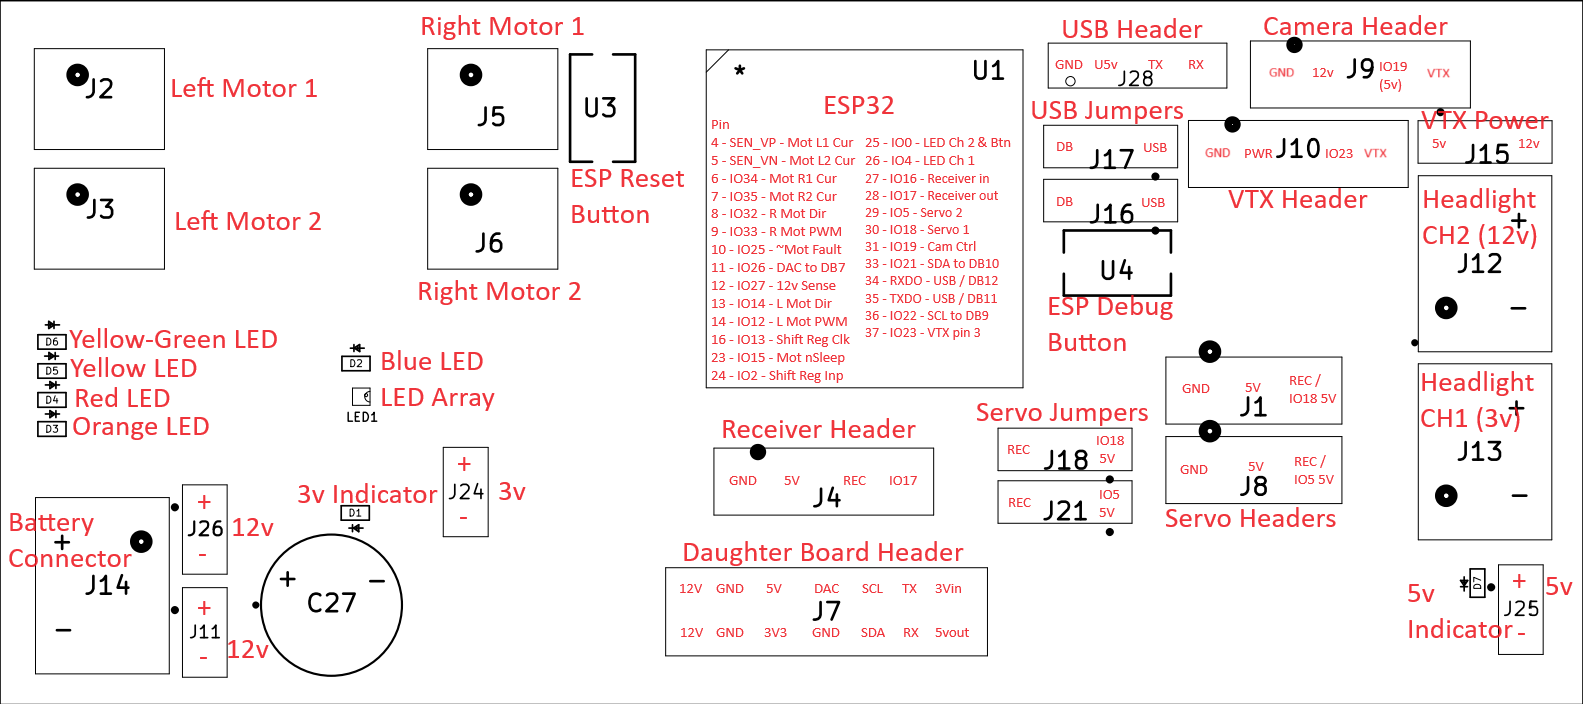 Right Motor 1
USB Header
Camera Header
J2
Left Motor 1
J5
U3
* U1
ESP32
GND U5v TX RX
J28
GND 12v J9 IO19
(5v)
VTX
USB Jumpers
DB J17 USB
GND PWR J10 IO23 VTX
VTX Power
5v J15 12v
Pin
4 - SEN_VP - Mot L1 Cur
5 - SEN_VN - Mot L2 Cur
6 - IO34 - Mot R1 Cur
7 - IO35 - Mot R2 Cur
8 - IO32 - R Mot Dir
9 - IO33 - R Mot PWM
10 - IO25 - ~Mot Fault
11 - IO26 - DAC to DB7
12 - IO27 - 12v Sense
13 - IO14 - L Mot Dir
14 - IO12 - L Mot PWM
16 - IO13 - Shift Reg Clk
23 - IO15 - Mot nSleep
24 - IO2 - Shift Reg Inp
25 - IO0 - LED Ch 2 & Btn
26 - IO4 - LED Ch 1
27 - IO16 - Receiver in
28 - IO17 - Receiver out
29 - IO5 - Servo 2
30 - IO18 - Servo 1
31 - IO19 - Cam Ctrl
33 - IO21 - SDA to DB10
34 - RXDO - USB / DB12
35 - TXDO - USB / DB11
36 - IO22 - SCL to DB9
37 - IO23 - VTX pin 3
ESP Reset
Button
J3
Left Motor 2
J6
Right Motor 2
DB J16 USB
VTX Header
U4
ESP Debug
Button
Headlight
CH2 (12v)
+
J12
−
D6 Yellow-Green LED
D5 Yellow LED
D4 Red LED
D3 Orange LED
D2 Blue LED
LED Array
LED1
GND 5V REC /
IO18 5V
J1
Headlight
CH1 (3v)
+
J13
−
Servo Jumpers
REC J18 IO18
5V
REC J21 IO5
5V
GND 5V REC /
IO5 5V
J8
Servo Headers
Receiver Header
GND 5V REC IO17
J4
+
J24 3v
-
3v Indicator
D1
Battery
Connector
+
J14
−
+
J26 12v
-
+
J11 12v
-
+ −
C27
Daughter Board Header
12V GND 5V DAC SCL TX 3Vin
J7
12V GND 3V3 GND SDA RX 5vout
5v
Indicator
D7
+ 5v
J25
-